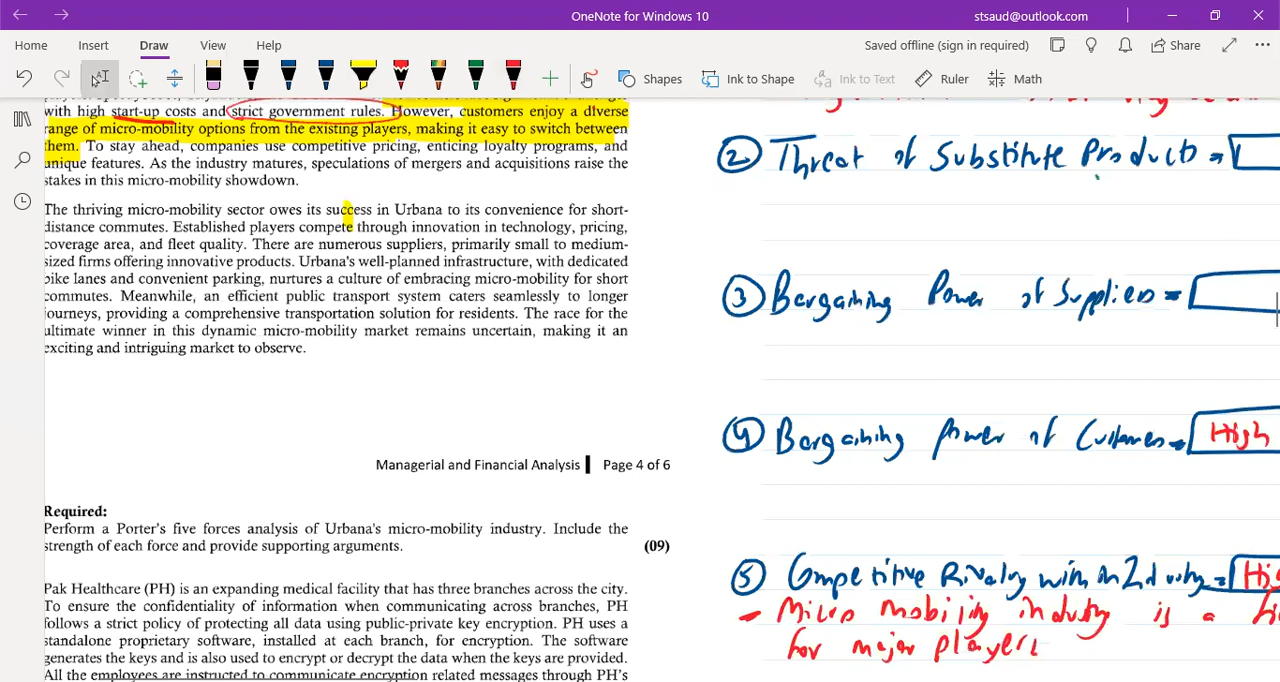 OneNote for Windows 10
stsaud@outlook.com
Home Insert Draw View Help
Saved offline (sign in required) Share
Shapes Ink to Shape Ink to Text Ruler Math
with high start-up costs and strict government rules. However, customers enjoy a diverse
range of micro-mobility options from the existing players, making it easy to switch between
them. To stay ahead, companies use competitive pricing, enticing loyalty programs, and
unique features. As the industry matures, speculations of mergers and acquisitions raise the
stakes in this micro-mobility showdown.
The thriving micro-mobility sector owes its success in Urbana to its convenience for short-
distance commutes. Established players compete through innovation in technology, pricing,
coverage area, and fleet quality. There are numerous suppliers, primarily small to medium-
sized firms offering innovative products. Urbana's well-planned infrastructure, with dedicated
bike lanes and convenient parking, nurtures a culture of embracing micro-mobility for short
commutes. Meanwhile, an efficient public transport system caters seamlessly to longer
journeys, providing a comprehensive transportation solution for residents. The race for the
ultimate winner in this dynamic micro-mobility market remains uncertain, making it an
exciting and intriguing market to observe.
Managerial and Financial Analysis Page 4 of 6
Required:
Perform a Porter's five forces analysis of Urbana's micro-mobility industry. Include the
strength of each force and provide supporting arguments. (09)
Pak Healthcare (PH) is an expanding medical facility that has three branches across the city.
To ensure the confidentiality of information when communicating across branches, PH
follows a strict policy of protecting all data using public-private key encryption. PH uses a
standalone proprietary software, installed at each branch, for encryption. The software
generates the keys and is also used to encrypt or decrypt the data when the keys are provided.
All the employees are instructed to communicate encryption related messages through PH's
② Threat of Substitute Products =
③ Bargaining Power of Suppliers =
④ Bargaining power of Customers = High
⑤ Competitive Rivalry within Industry = Hig
- Micro mobility industry is a
for major players